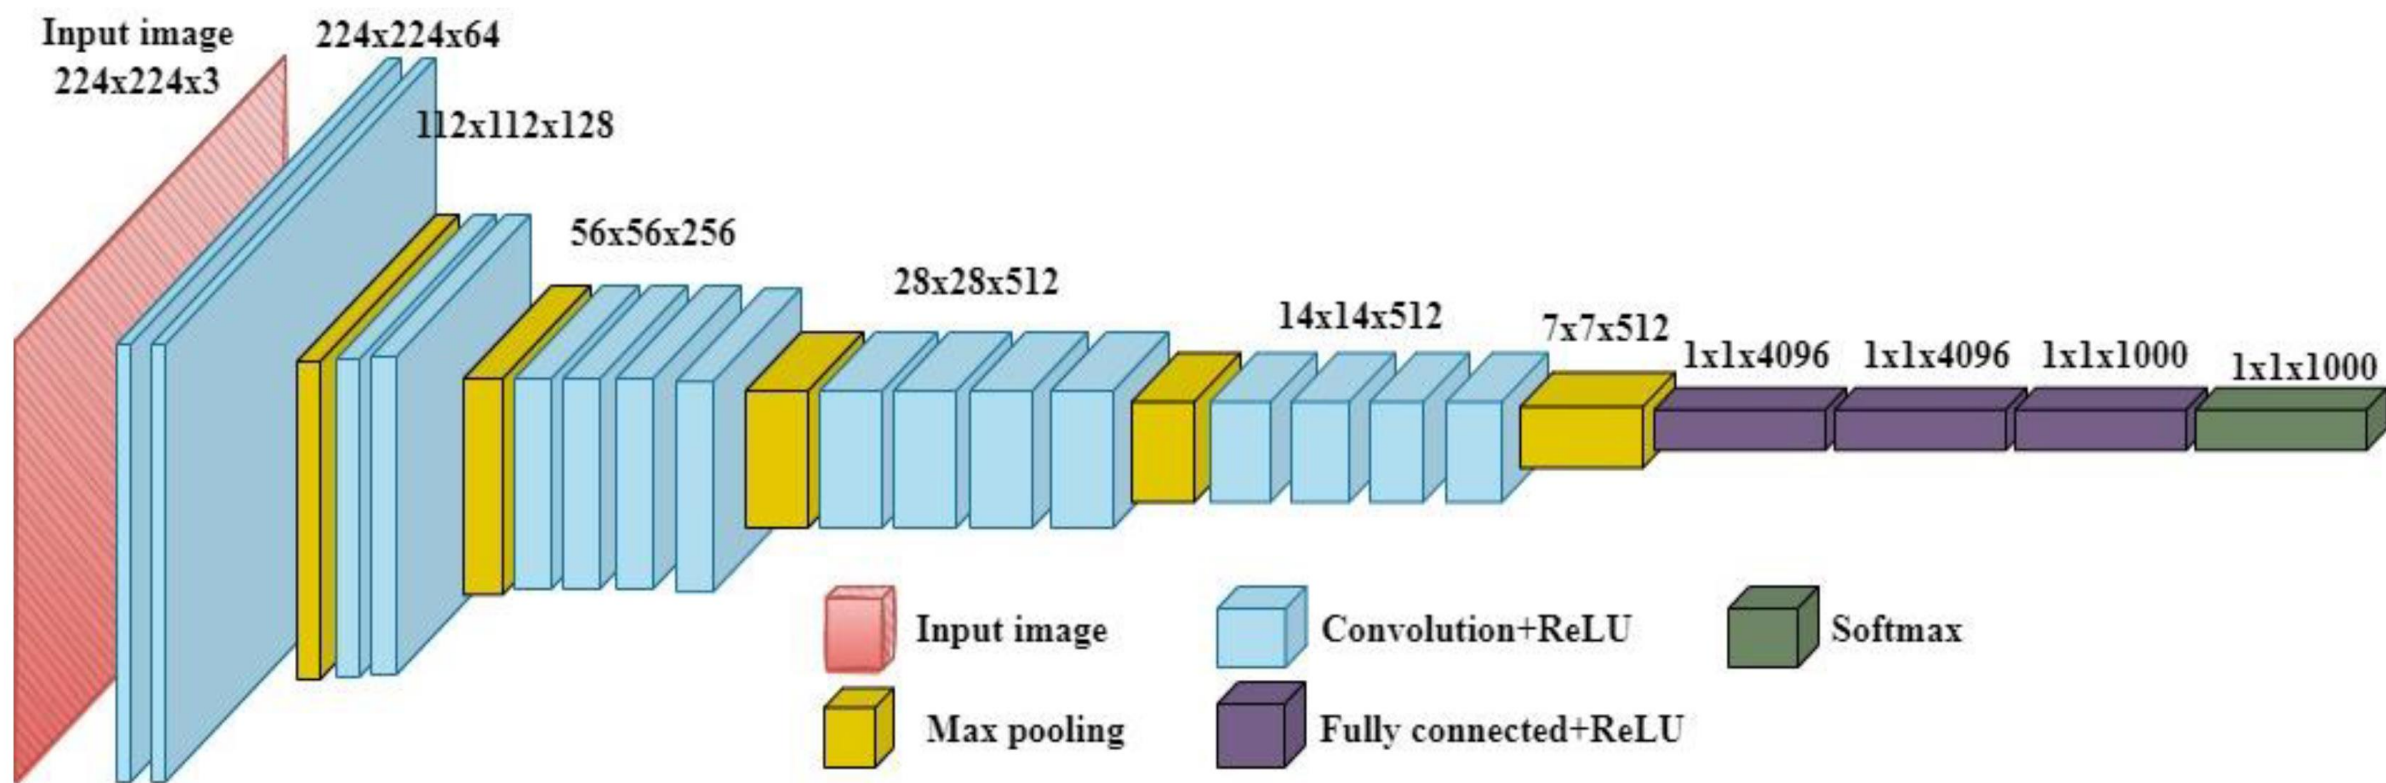 Input image
224x224x3
224x224x64
112x112x128
56x56x256
28x28x512
14x14x512
7x7x512
1x1x4096
1x1x4096
1x1x1000
1x1x1000
Input image
Convolution+ReLU
Softmax
Max pooling
Fully connected+ReLU